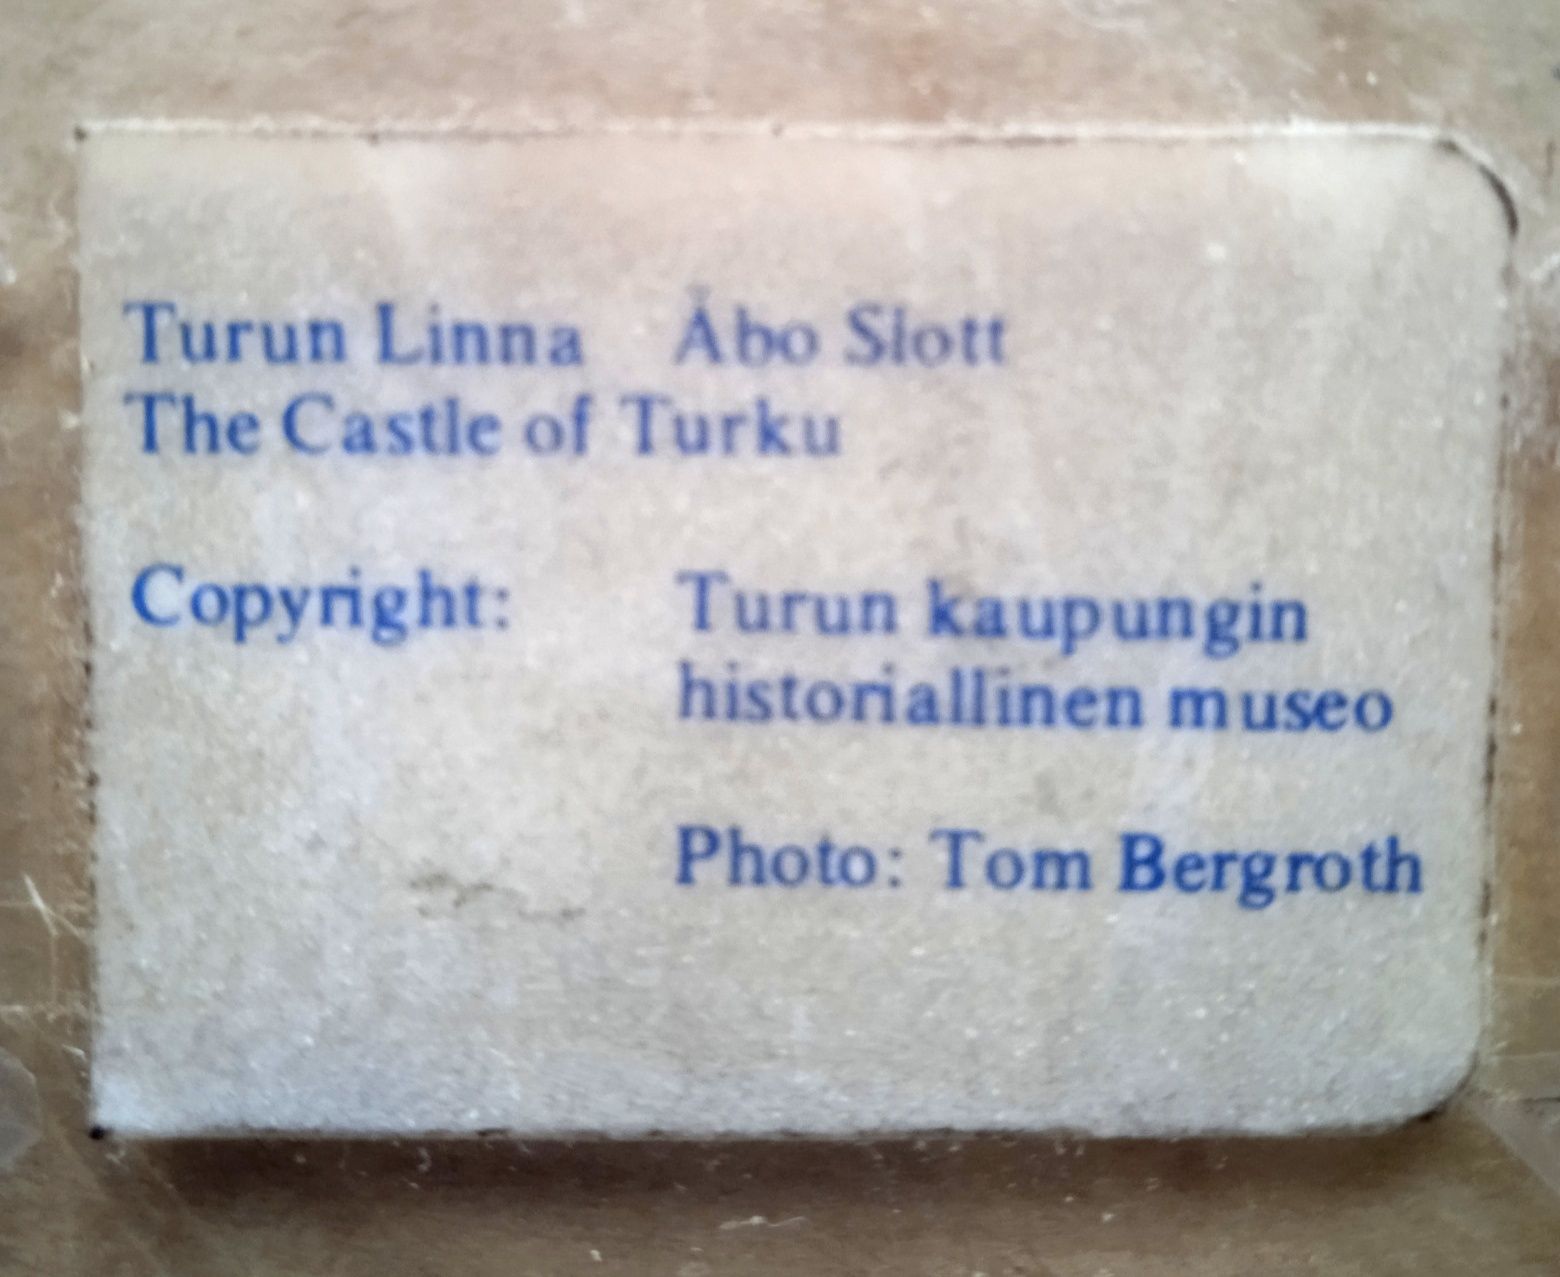 Turun Linna Åbo Slott
The Castle of Turku
Copyright: Turun kaupungin
historiallinen museo
Photo: Tom Bergroth